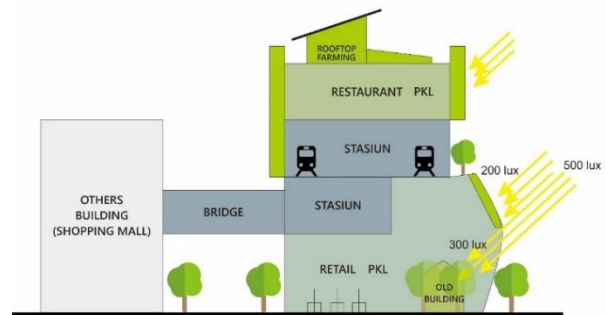 ROOFTOP
FARMING
RESTAURANT PKL
STASIUN
200 lux
500 lux
OTHERS
BUILDING
(SHOPPING MALL)
BRIDGE
STASIUN
300 lux
RETAIL PKL
OLD
BUILDING